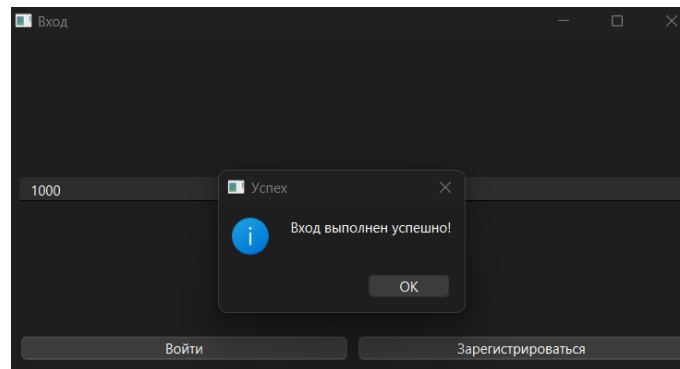 Вход
1000
Успех
Вход выполнен успешно!
OK
Войти
Зарегистрироваться